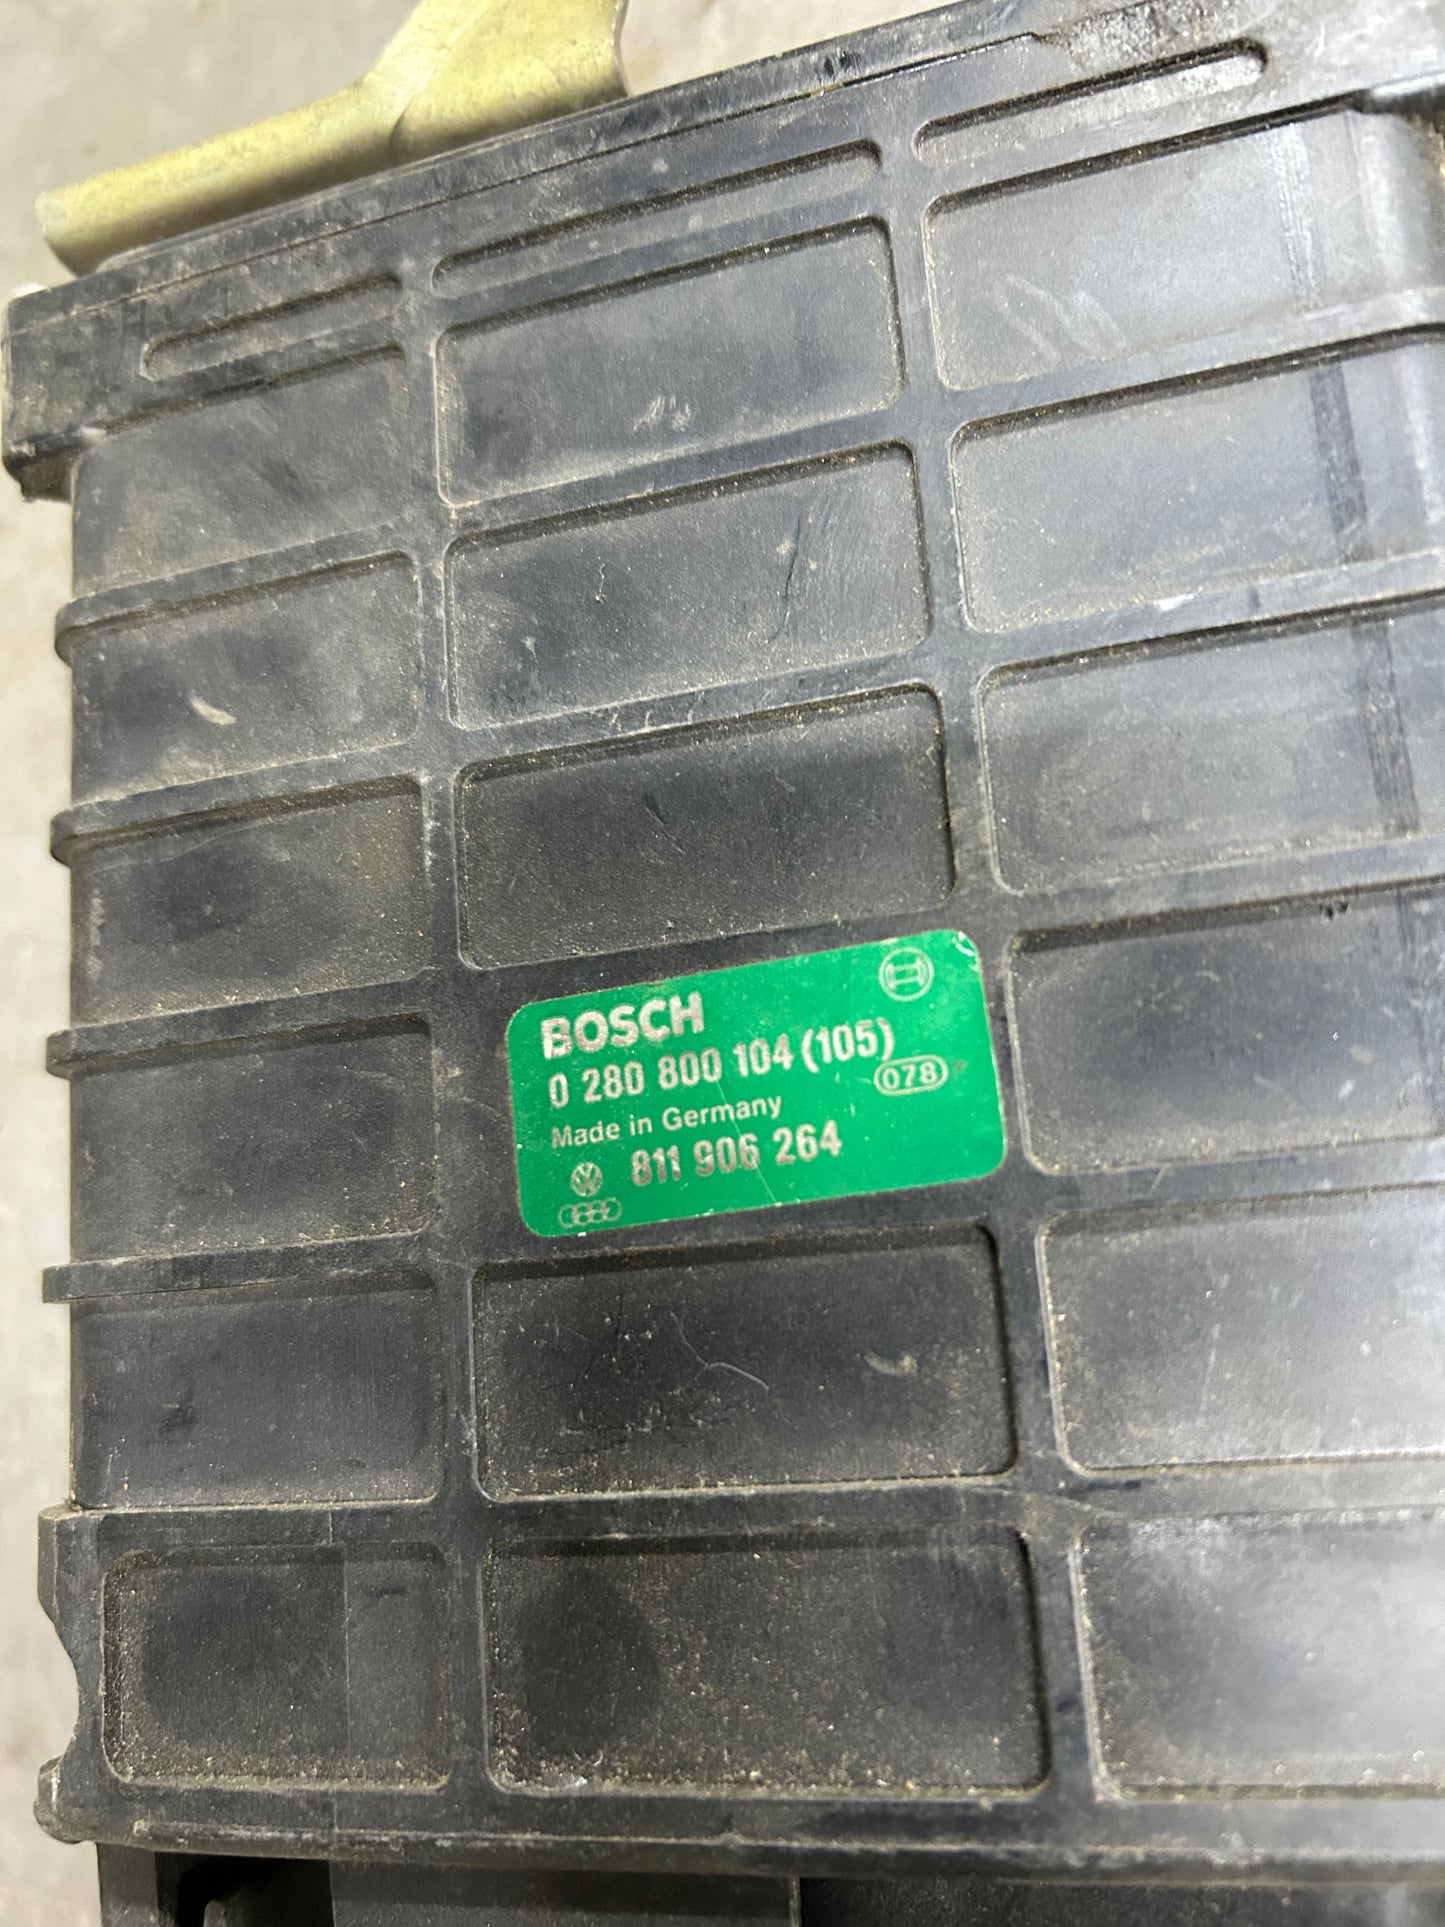 BOSCH
0 280 800 104 (105)
078
Made in Germany
811 906 264